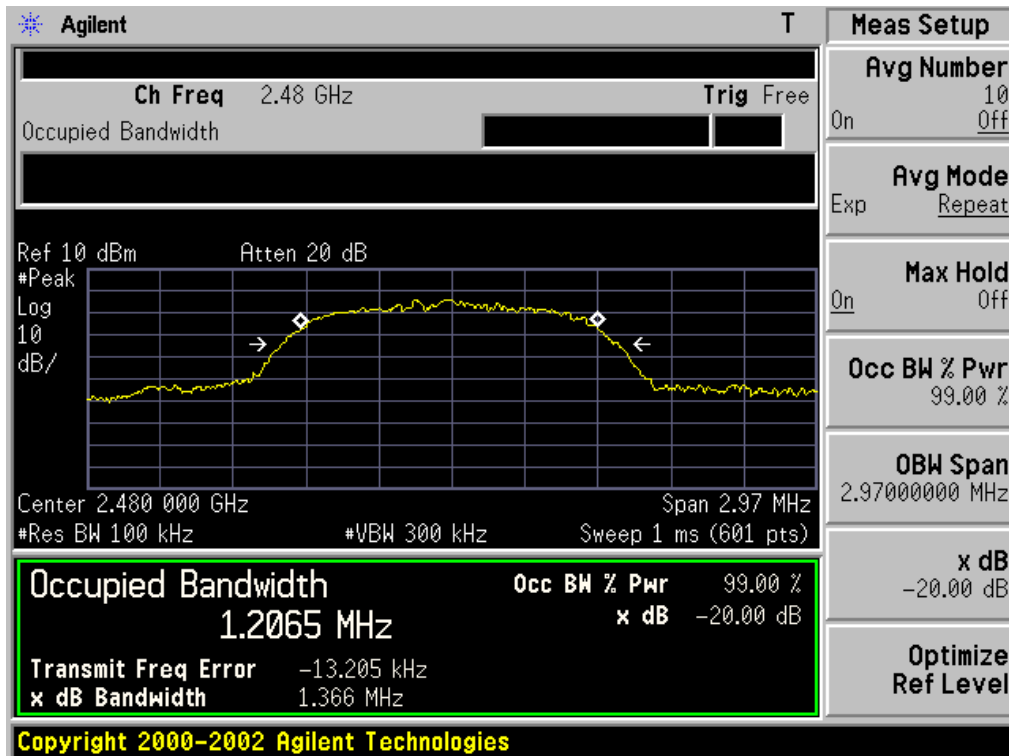 Agilent T
Ch Freq 2.48 GHz Trig Free
Occupied Bandwidth
Ref 10 dBm Atten 20 dB
#Peak
Log
10
dB/
Center 2.480 000 GHz Span 2.97 MHz
#Res BW 100 kHz #VBW 300 kHz Sweep 1 ms (601 pts)
Occupied Bandwidth
1.2065 MHz
Occ BW % Pwr 99.00 %
x dB -20.00 dB
Transmit Freq Error -13.205 kHz
x dB Bandwidth 1.366 MHz
Meas Setup
Avg Number
10
On Off
Avg Mode
Exp Repeat
Max Hold
On Off
Occ BW % Pwr
99.00 %
OBW Span
2.97000000 MHz
x dB
-20.00 dB
Optimize
Ref Level
Copyright 2000-2002 Agilent Technologies